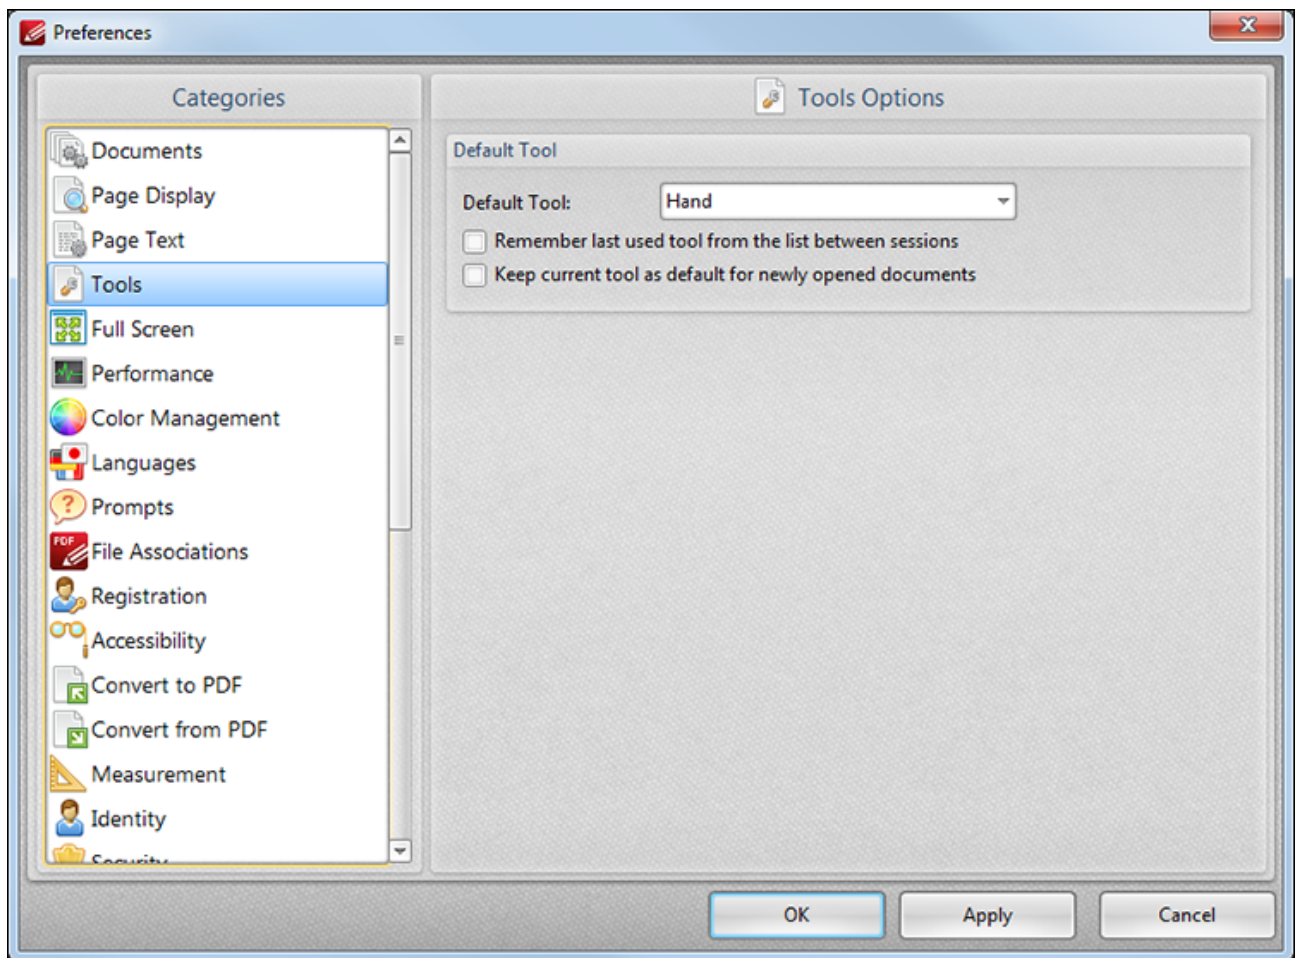 Preferences
Categories
Documents
Page Display
Page Text
Tools
Full Screen
Performance
Color Management
Languages
Prompts
PDF
File Associations
Registration
Accessibility
Convert to PDF
Convert from PDF
Measurement
Identity
Security
Tools Options
Default Tool
Default Tool: Hand
Remember last used tool from the list between sessions
Keep current tool as default for newly opened documents
OK Apply Cancel